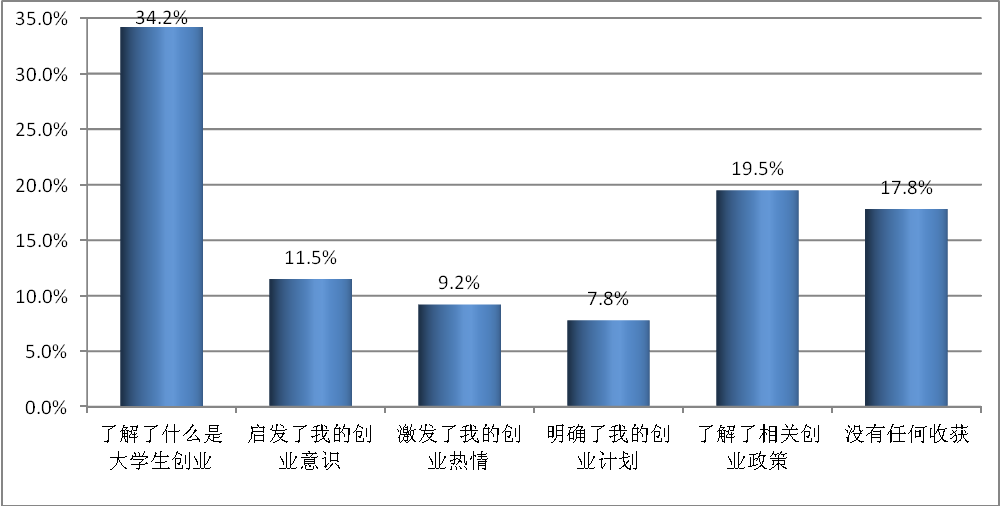 35.0%
30.0%
25.0%
20.0%
15.0%
10.0%
5.0%
0.0%
34.2%
11.5%
9.2%
7.8%
19.5%
17.8%
了解了什么是
大学生创业
启发了我的创
业意识
激发了我的创
业热情
明确了我的创
业计划
了解了相关创
业政策
没有任何收获